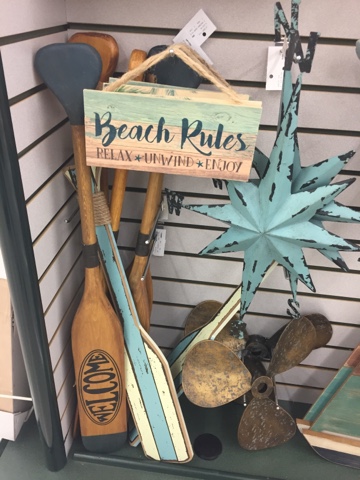 Beach Rules
RELAX ★ UNWIND ★ ENJOY
WELCOME